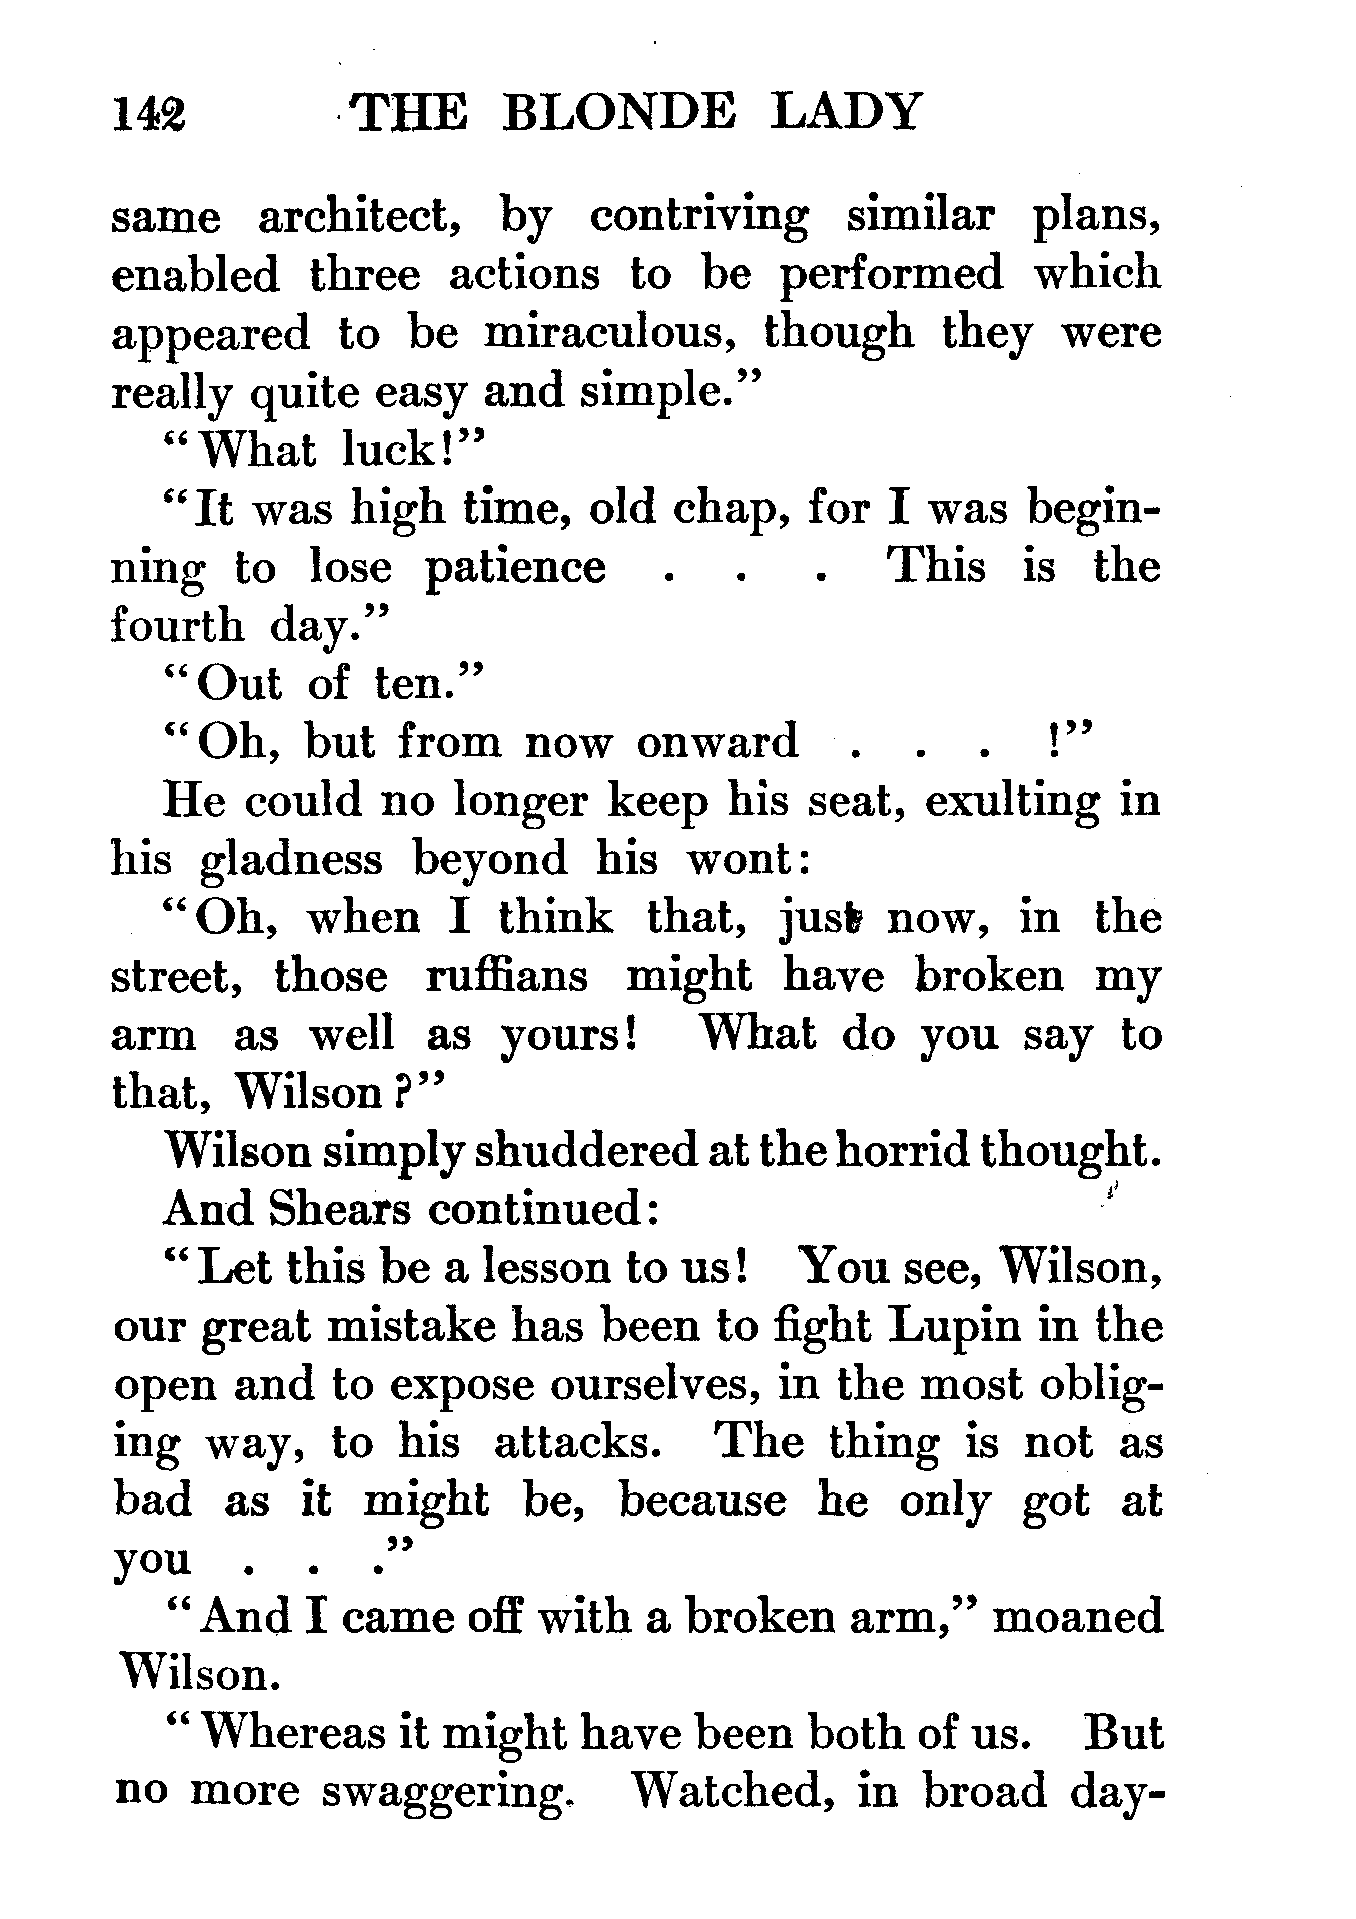 142 THE BLONDE LADY
same architect, by contriving similar plans,
enabled three actions to be performed which
appeared to be miraculous, though they were
really quite easy and simple.”
“What luck!”
“It was high time, old chap, for I was begin-
ning to lose patience . . . This is the
fourth day.”
“Out of ten.”
“Oh, but from now onward . . . !”
He could no longer keep his seat, exulting in
his gladness beyond his wont:
“Oh, when I think that, just now, in the
street, those ruffians might have broken my
arm as well as yours! What do you say to
that, Wilson?”
Wilson simply shuddered at the horrid thought.
And Shears continued:
“Let this be a lesson to us! You see, Wilson,
our great mistake has been to fight Lupin in the
open and to expose ourselves, in the most oblig-
ing way, to his attacks. The thing is not as
bad as it might be, because he only got at
you . . .”
“And I came off with a broken arm,” moaned
Wilson.
“Whereas it might have been both of us. But
no more swaggering. Watched, in broad day-